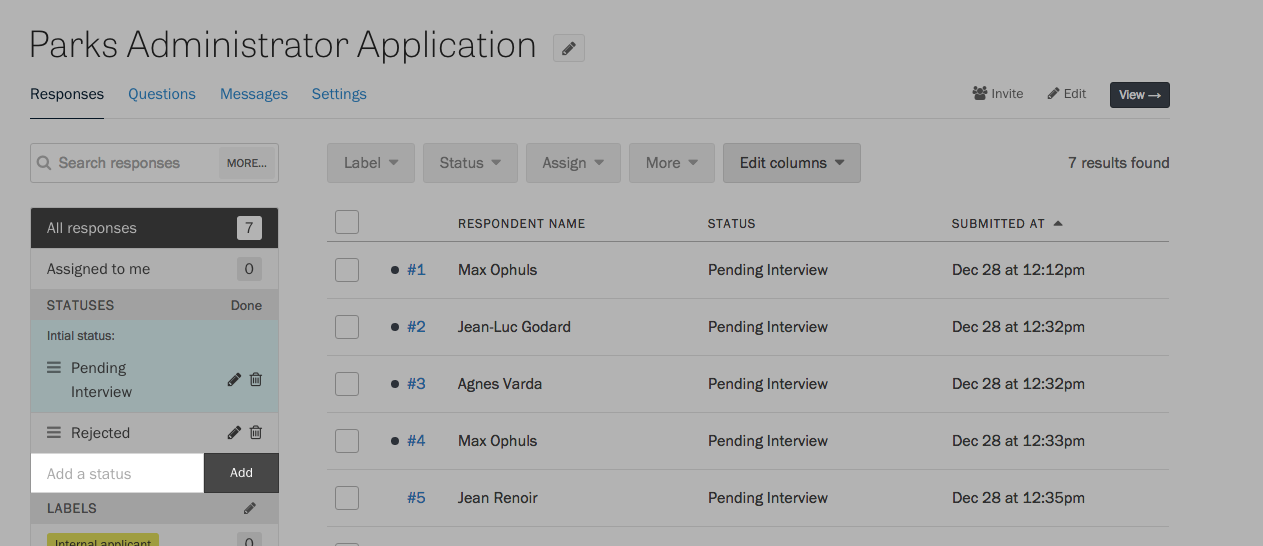 Parks Administrator Application
Responses Questions Messages Settings
Invite Edit View →
Search responses MORE...
Label Status Assign More Edit columns 7 results found
All responses 7
Assigned to me 0
STATUSES Done
Intial status:
Pending
Interview
Rejected
Add a status Add
LABELS
Internal applicant 0
RESPONDENT NAME STATUS SUBMITTED AT
#1 Max Ophuls Pending Interview Dec 28 at 12:12pm
#2 Jean-Luc Godard Pending Interview Dec 28 at 12:32pm
#3 Agnes Varda Pending Interview Dec 28 at 12:32pm
#4 Max Ophuls Pending Interview Dec 28 at 12:33pm
#5 Jean Renoir Pending Interview Dec 28 at 12:35pm